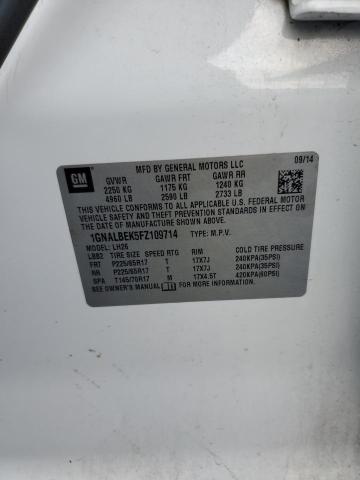 GM
MFD BY GENERAL MOTORS LLC 09/14
GVWR GAWR FRT GAWR RR
2250 KG 1175 KG 1240 KG
4960 LB 2590 LB 2733 LB
THIS VEHICLE CONFORMS TO ALL APPLICABLE U.S. FEDERAL MOTOR
VEHICLE SAFETY AND THEFT PREVENTION STANDARDS IN EFFECT ON
THE DATE OF MANUFACTURE SHOWN ABOVE.
1GNALBEK5FZ109714 TYPE: M.P.V.
MODEL: LH26
L882 TIRE SIZE SPEED RTG RIM COLD TIRE PRESSURE
FRT P225/65R17 T 17X7J 240KPA(35PSI)
RR P225/65R17 T 17X7J 240KPA(35PSI)
SPA T145/70R17 M 17X4.5T 420KPA(60PSI)
SEE OWNER'S MANUAL FOR MORE INFORMATION.